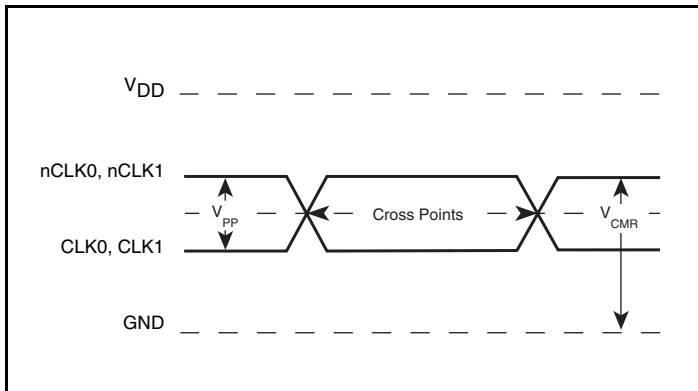 VDD
nCLK0, nCLK1
VPP
Cross Points
VCMR
CLK0, CLK1
GND